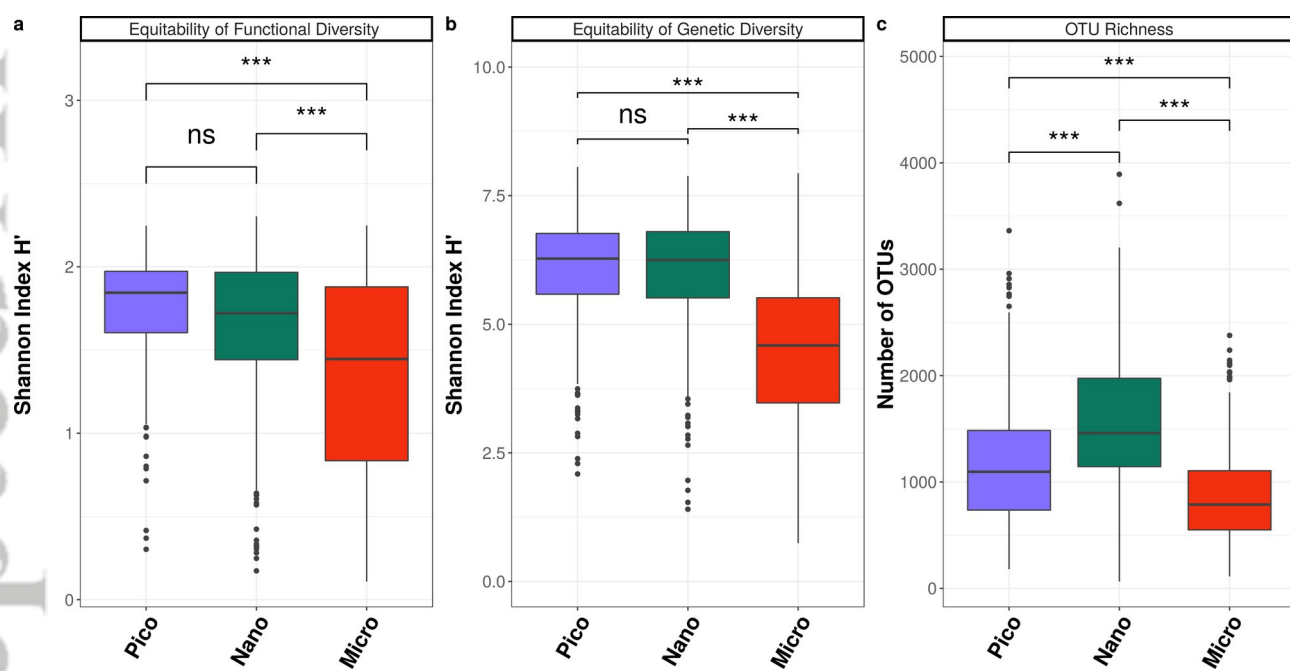 a Equitability of Functional Diversity
b Equitability of Genetic Diversity
c OTU Richness
Shannon Index H'
3
2
1
0
***
***
ns
Pico
Nano
Micro
Shannon Index H'
10.0
7.5
5.0
2.5
0.0
***
ns
***
Pico
Nano
Micro
Number of OTUs
5000
4000
3000
2000
1000
0
***
***
***
Pico
Nano
Micro